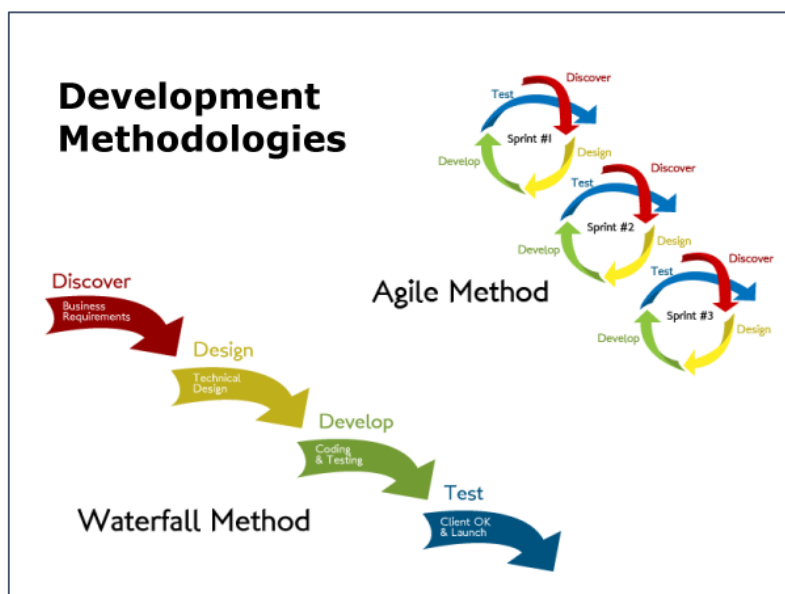 Development
Methodologies
Discover
Test
Sprint #1
Design
Develop
Discover
Test
Sprint #2
Design
Develop
Discover
Test
Sprint #3
Design
Develop
Agile Method
Discover
Business
Requirements
Design
Technical
Design
Develop
Coding
& Testing
Test
Client OK
& Launch
Waterfall Method